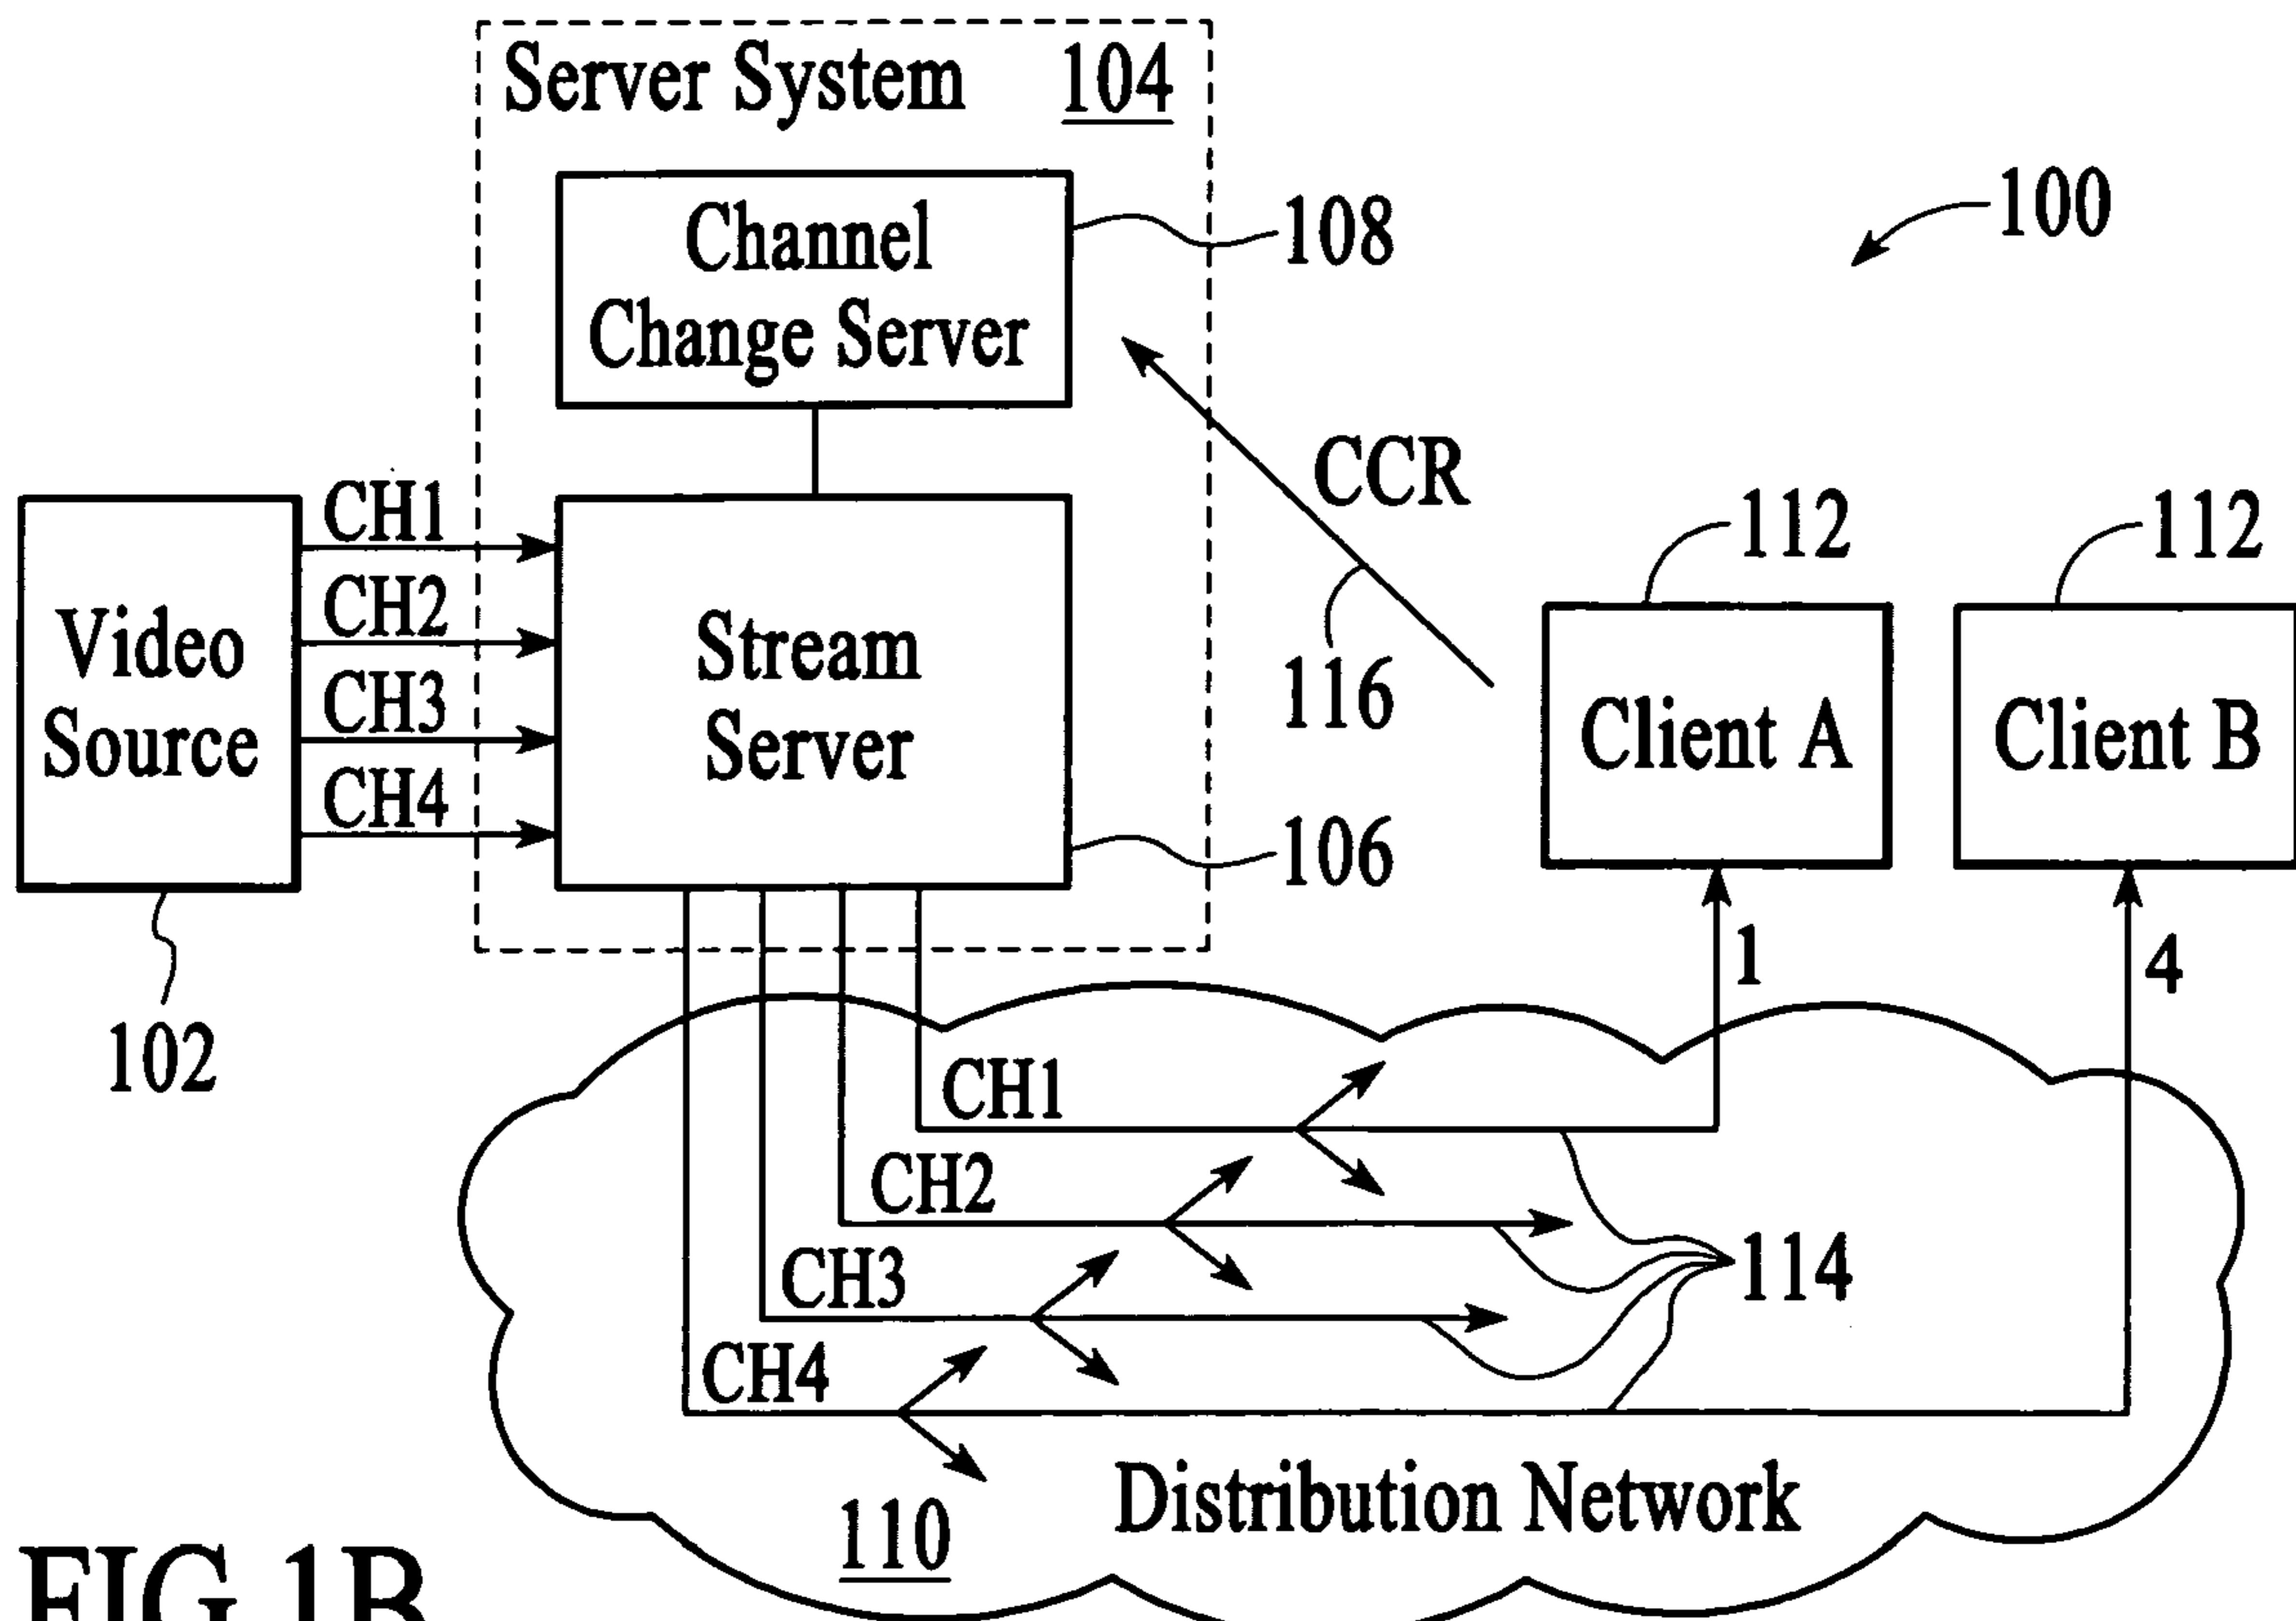 Server System 104
Channel
Change Server
108
100
CCR
CH1
CH2
CH3
CH4
Video
Source
Stream
Server
116
112
112
Client A
Client B
106
102
1
4
CH1
CH2
CH3
CH4
114
Distribution Network
110
FIG.1B